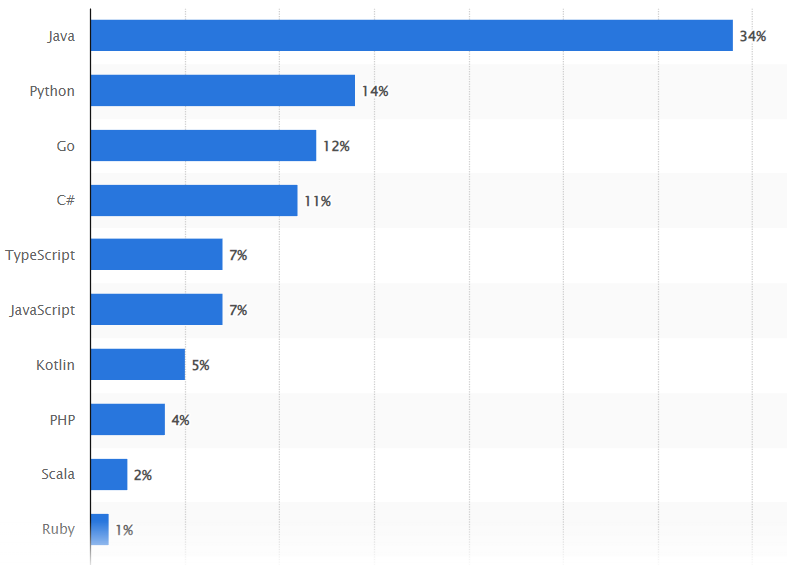 Java 34%
Python 14%
Go 12%
C# 11%
TypeScript 7%
JavaScript 7%
Kotlin 5%
PHP 4%
Scala 2%
Ruby 1%